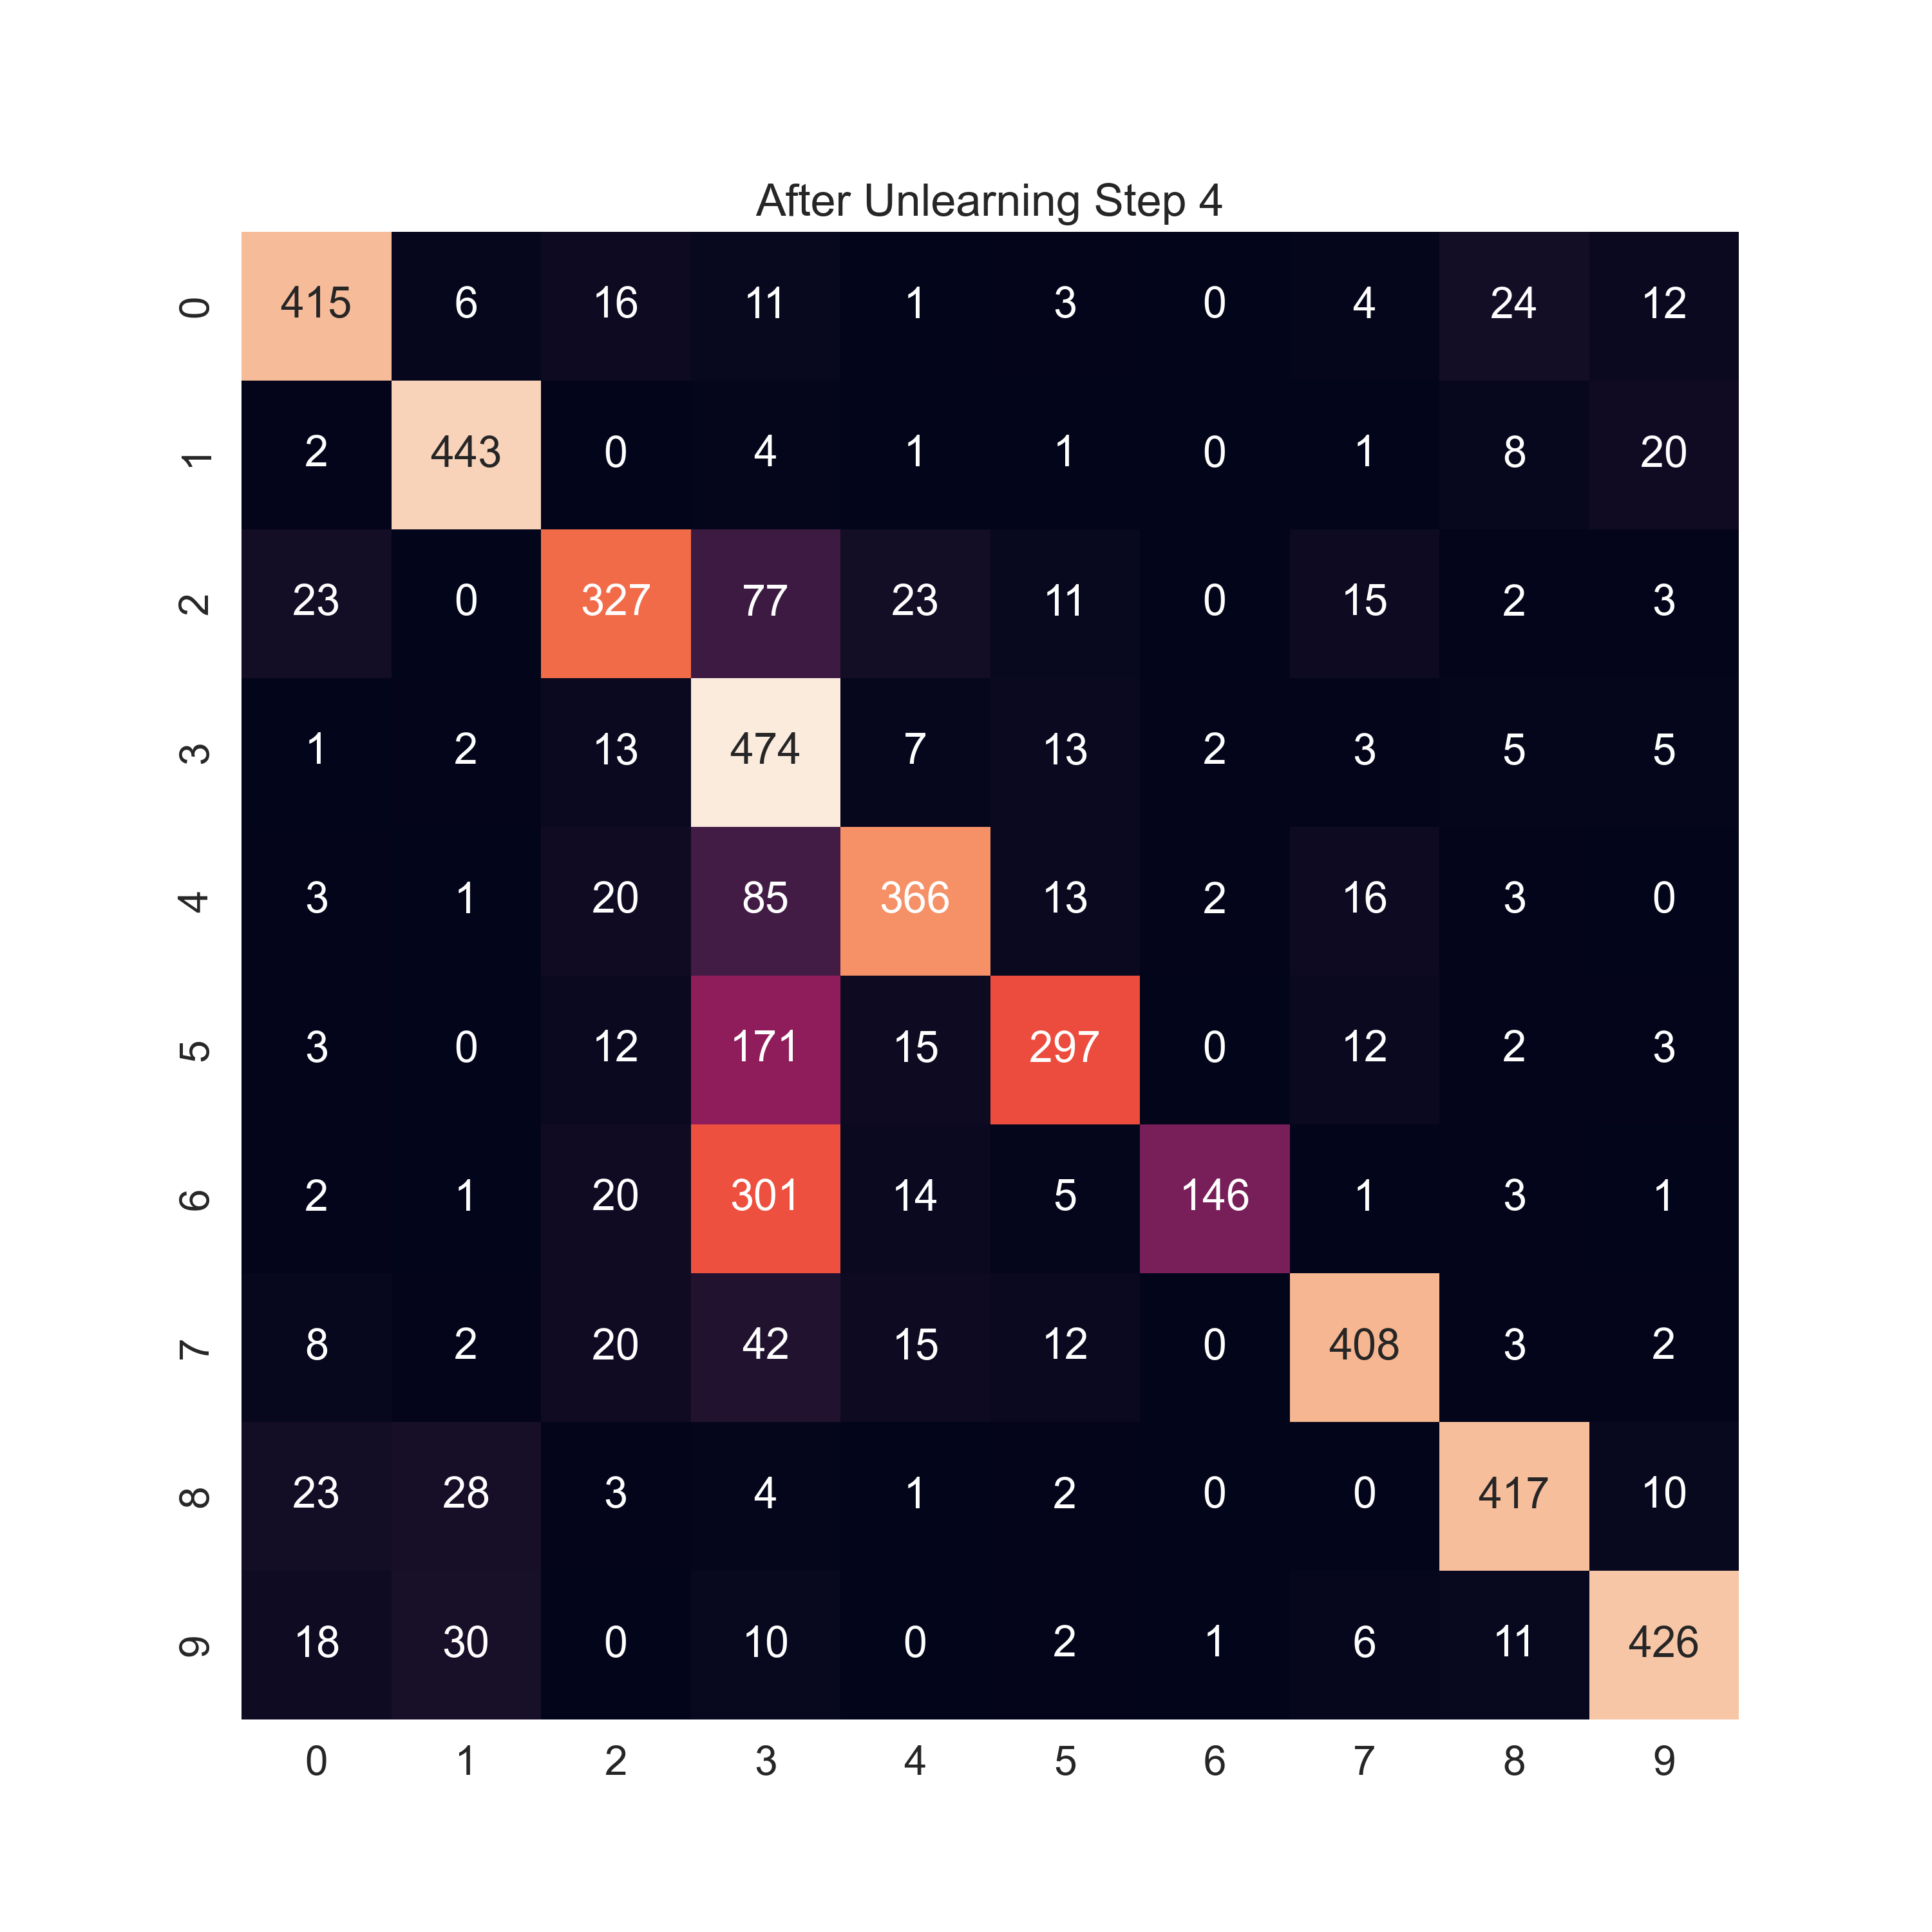 After Unlearning Step 4
0 415 6 16 11 1 3 0 4 24 12
1 2 443 0 4 1 1 0 1 8 20
2 23 0 327 77 23 11 0 15 2 3
3 1 2 13 474 7 13 2 3 5 5
4 3 1 20 85 366 13 2 16 3 0
5 3 0 12 171 15 297 0 12 2 3
6 2 1 20 301 14 5 146 1 3 1
7 8 2 20 42 15 12 0 408 3 2
8 23 28 3 4 1 2 0 0 417 10
9 18 30 0 10 0 2 1 6 11 426
0 1 2 3 4 5 6 7 8 9